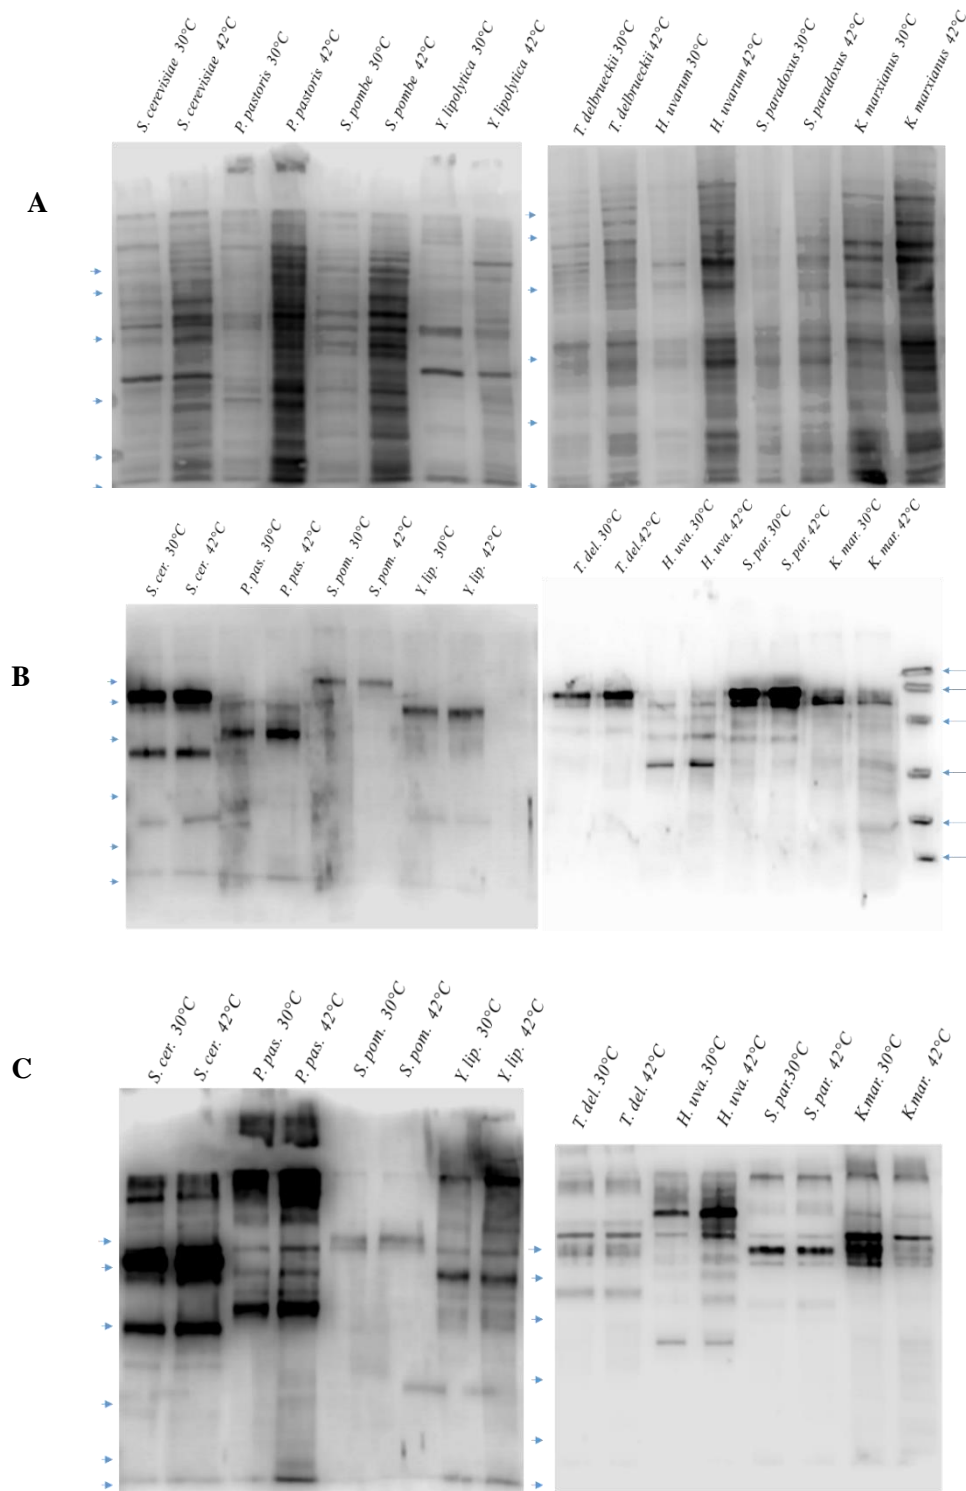 S. cerevisiae 30°C
S. cerevisiae 42°C
P. pastoris 30°C
P. pastoris 42°C
S. pombe 30°C
S. pombe 42°C
Y. lipolytica 30°C
Y. lipolytica 42°C
T. delbrueckii 30°C
T. delbrueckii 42°C
H. uvarum 30°C
H. uvarum 42°C
S. paradoxus 30°C
S. paradoxus 42°C
K. marxianus 30°C
K. marxianus 42°C
A
S. cer. 30°C
S. cer. 42°C
P. pas. 30°C
P. pas. 42°C
S. pom. 30°C
S. pom. 42°C
Y. lip. 30°C
Y. lip. 42°C
T. del. 30°C
T. del.42°C
H. uva. 30°C
H. uva. 42°C
S. par. 30°C
S. par. 42°C
K. mar. 30°C
K. mar. 42°C
B
S. cer. 30°C
S. cer. 42°C
P. pas. 30°C
P. pas. 42°C
S. pom. 30°C
S. pom. 42°C
Y. lip. 30°C
Y. lip. 42°C
T. del. 30°C
T. del. 42°C
H. uva. 30°C
H. uva. 42°C
S. par.30°C
S. par. 42°C
K.mar. 30°C
K.mar. 42°C
C